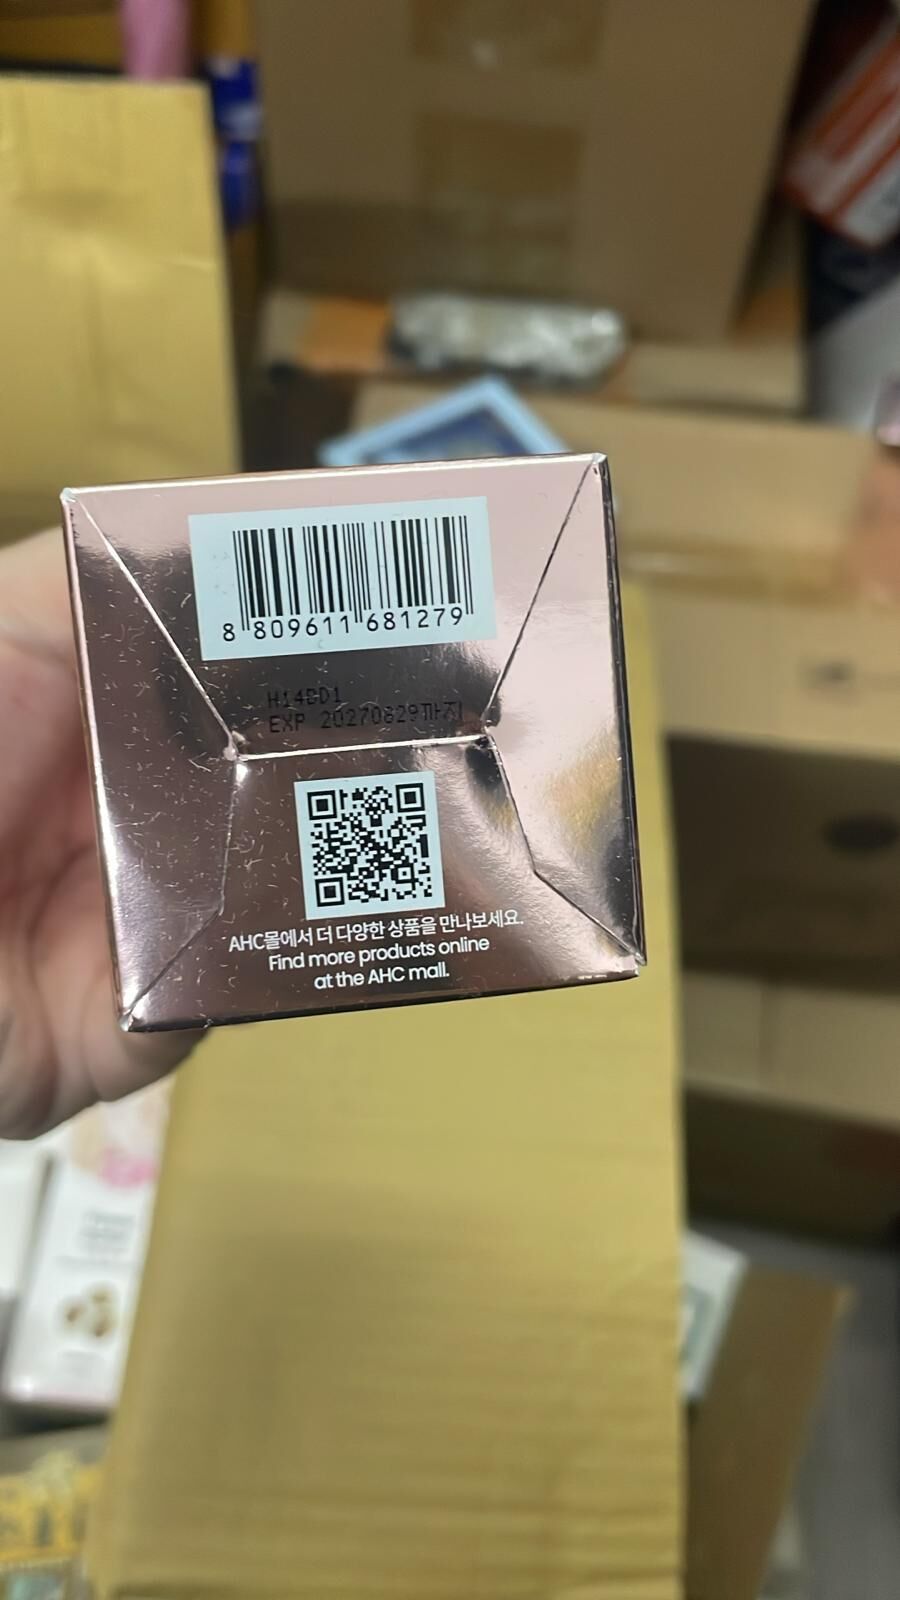 8 809611 681279
EXP 20270829까지
AHC몰에서 더 다양한 상품을 만나보세요.
Find more products online
at the AHC mall.